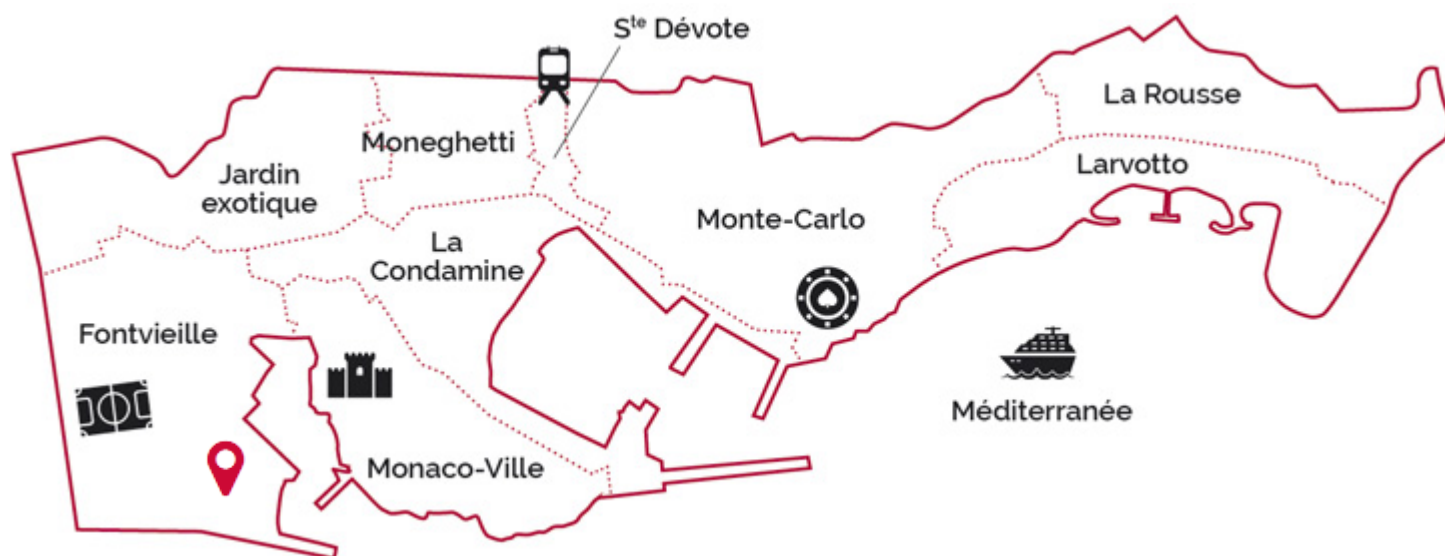 Sᵗᵉ Dévote
La Rousse
Moneghetti
Larvotto
Jardin
exotique
Monte-Carlo
La
Condamine
Fontvieille
Méditerranée
Monaco-Ville